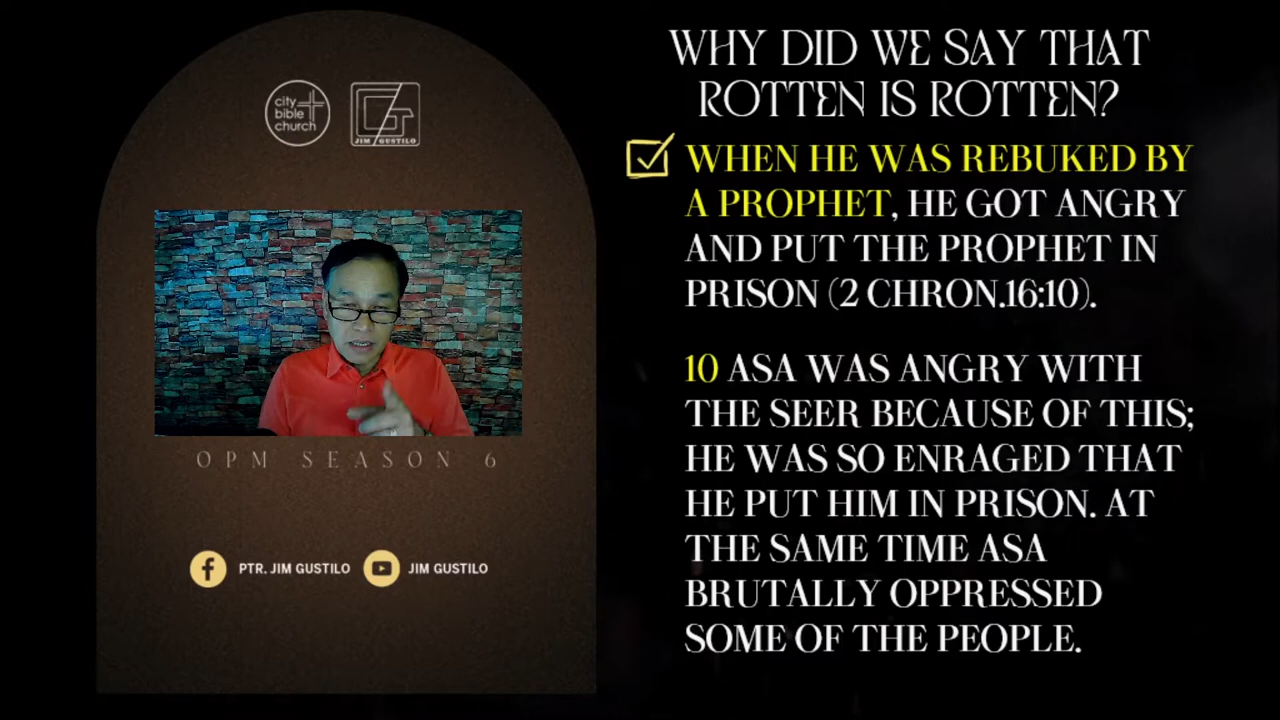 city
bible
church
JIM GUSTILO
OPM SEASON 6
PTR. JIM GUSTILO
JIM GUSTILO
WHY DID WE SAY THAT
ROTTEN IS ROTTEN?
WHEN HE WAS REBUKED BY
A PROPHET, HE GOT ANGRY
AND PUT THE PROPHET IN
PRISON (2 CHRON.16:10).
10 ASA WAS ANGRY WITH
THE SEER BECAUSE OF THIS;
HE WAS SO ENRAGED THAT
HE PUT HIM IN PRISON. AT
THE SAME TIME ASA
BRUTALLY OPPRESSED
SOME OF THE PEOPLE.